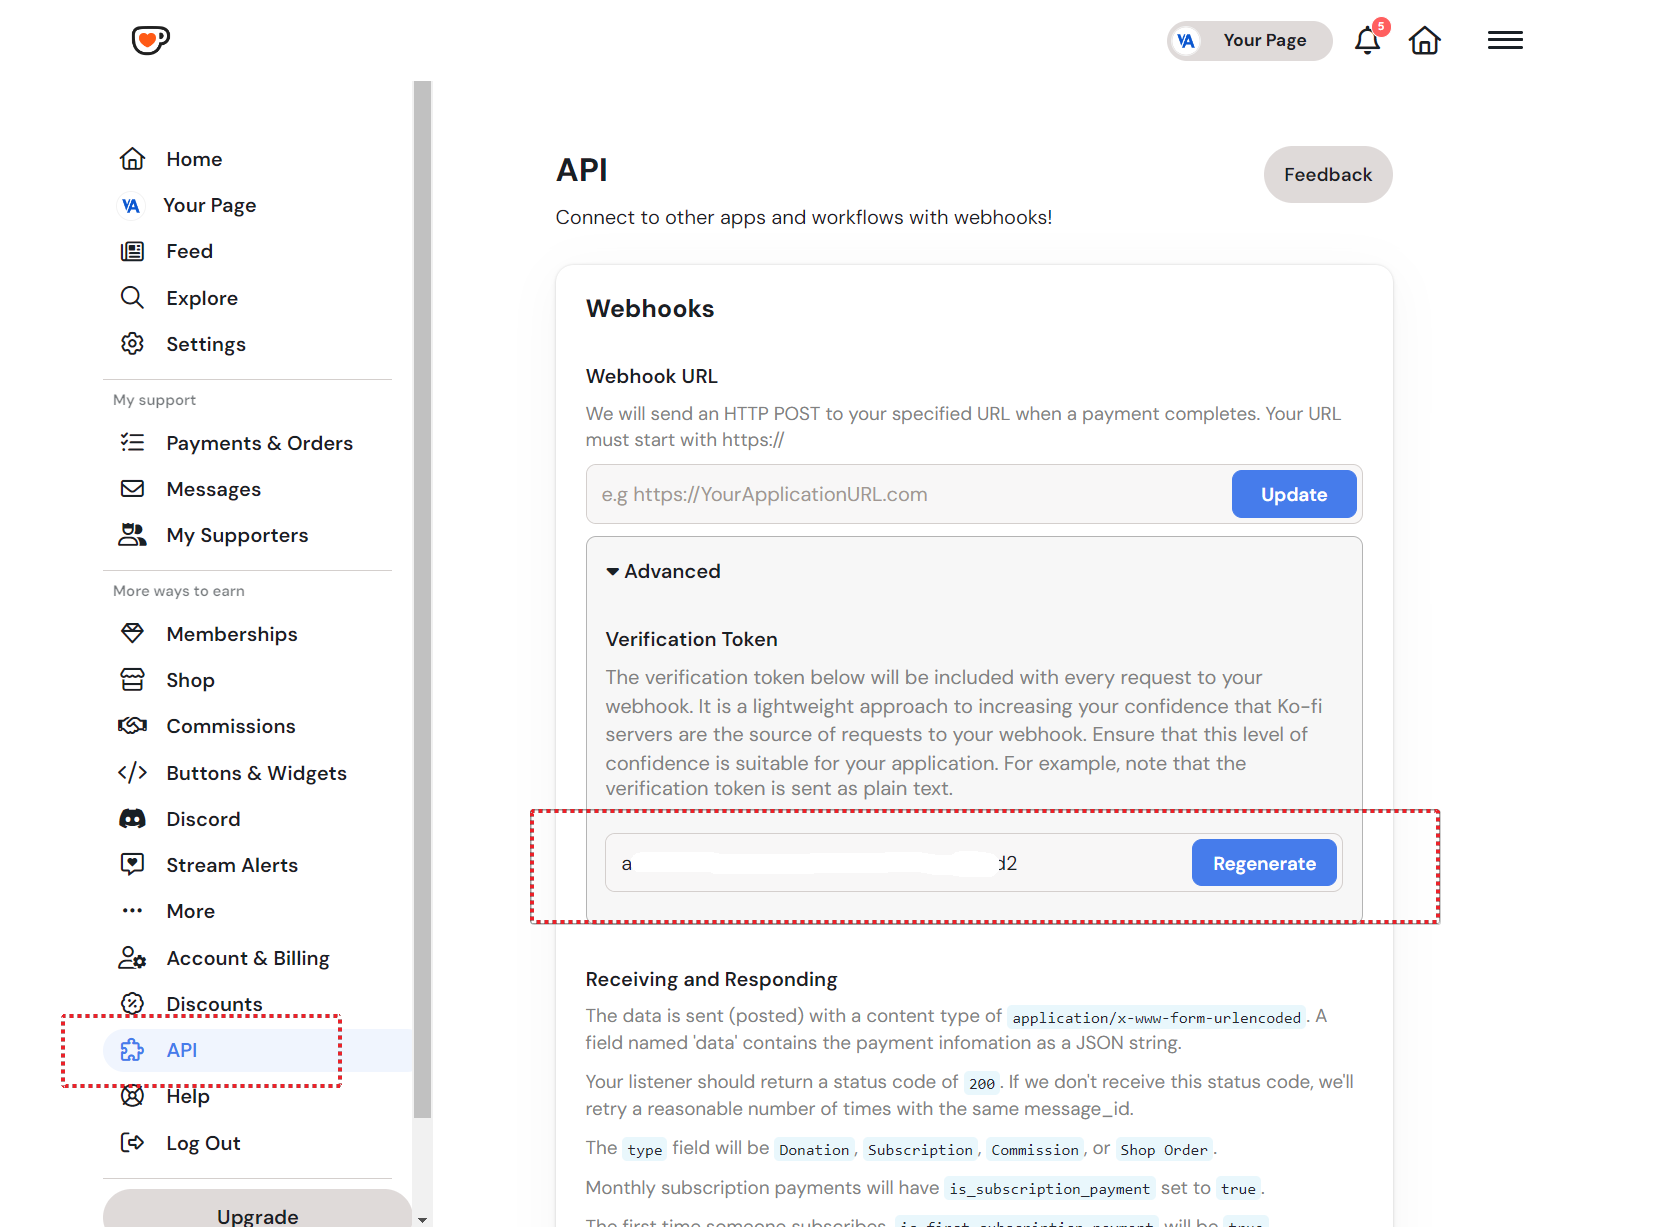 VA Your Page 5
Home
VA Your Page
Feed
Explore
Settings
My support
Payments & Orders
Messages
My Supporters
More ways to earn
Memberships
Shop
Commissions
Buttons & Widgets
Discord
Stream Alerts
More
Account & Billing
Discounts
API
Help
Log Out
Upgrade
API
Feedback
Connect to other apps and workflows with webhooks!
Webhooks
Webhook URL
We will send an HTTP POST to your specified URL when a payment completes. Your URL
must start with https://
e.g https://YourApplicationURL.com
Update
Advanced
Verification Token
The verification token below will be included with every request to your
webhook. It is a lightweight approach to increasing your confidence that Ko-fi
servers are the source of requests to your webhook. Ensure that this level of
confidence is suitable for your application. For example, note that the
verification token is sent as plain text.
a d2
Regenerate
Receiving and Responding
The data is sent (posted) with a content type of application/x-www-form-urlencoded. A
field named 'data' contains the payment infomation as a JSON string.
Your listener should return a status code of 200. If we don't receive this status code, we'll
retry a reasonable number of times with the same message_id.
The type field will be Donation, Subscription, Commission, or Shop Order.
Monthly subscription payments will have is_subscription_payment set to true.
The first time someone subscribes, is_first_subscription_payment will be true